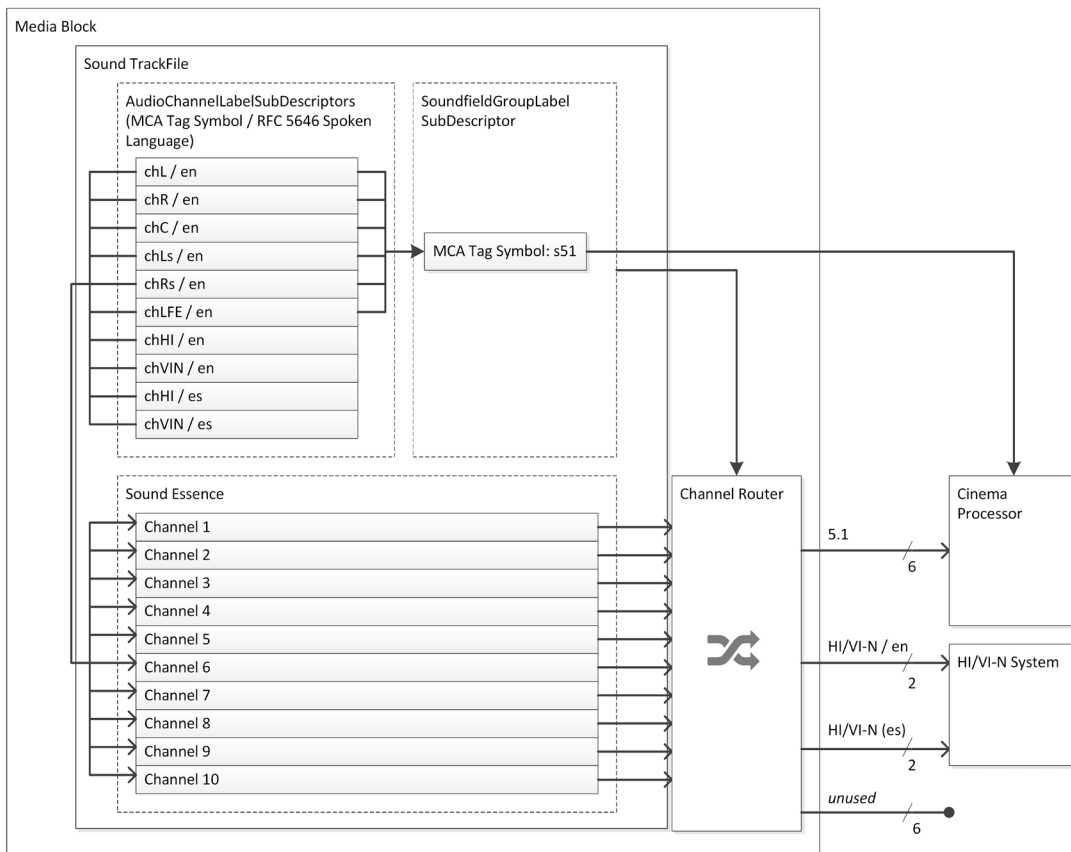 Media Block
Sound TrackFile
AudioChannelLabelSubDescriptors
(MCA Tag Symbol / RFC 5646 Spoken
Language)
chL / en
chR / en
chC / en
chLs / en
chRs / en
chLFE / en
chHI / en
chVIN / en
chHI / es
chVIN / es
SoundfieldGroupLabel
SubDescriptor
MCA Tag Symbol: s51
Sound Essence
Channel 1
Channel 2
Channel 3
Channel 4
Channel 5
Channel 6
Channel 7
Channel 8
Channel 9
Channel 10
Channel Router
5.1
6
HI/VI-N / en
2
HI/VI-N (es)
2
unused
6
Cinema
Processor
HI/VI-N System